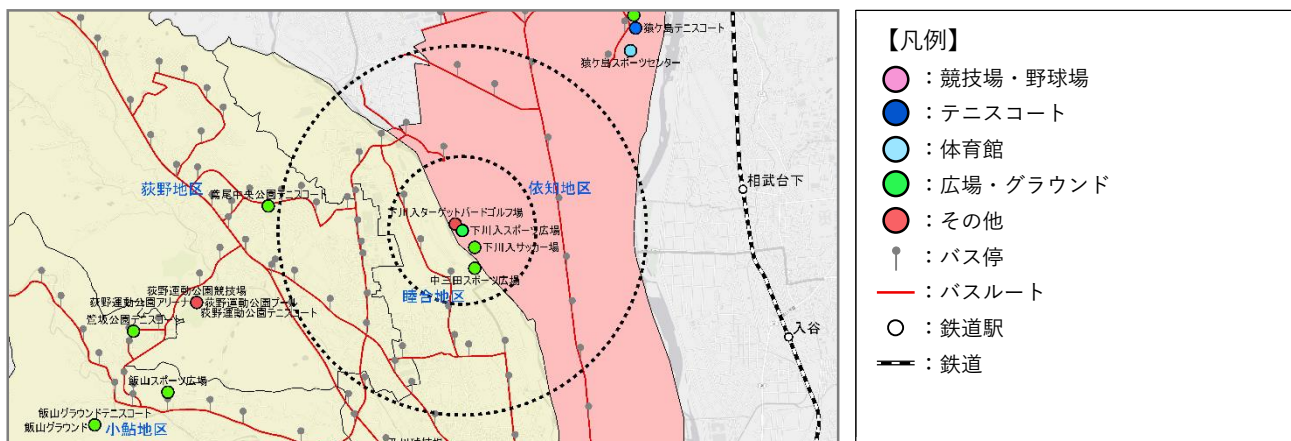 猿ケ島テニスコート
猿ケ島スポーツセンター
荻野地区
鳶尾中央公園テニスコート
依知地区
相武台下
下川入ターゲットバードゴルフ場
下川入スポーツ広場
下川入サッカー場
中三田スポーツ広場
睦合地区
荻野運動公園競技場
荻野運動公園アリーナ
荻野運動公園プール
荻野運動公園テニスコート
鳶坂公園テニスコート
入谷
飯山スポーツ広場
飯山グラウンドテニスコート
飯山グラウンド
小鮎地区
【凡例】
：競技場・野球場
：テニスコート
：体育館
：広場・グラウンド
：その他
：バス停
：バスルート
：鉄道駅
：鉄道